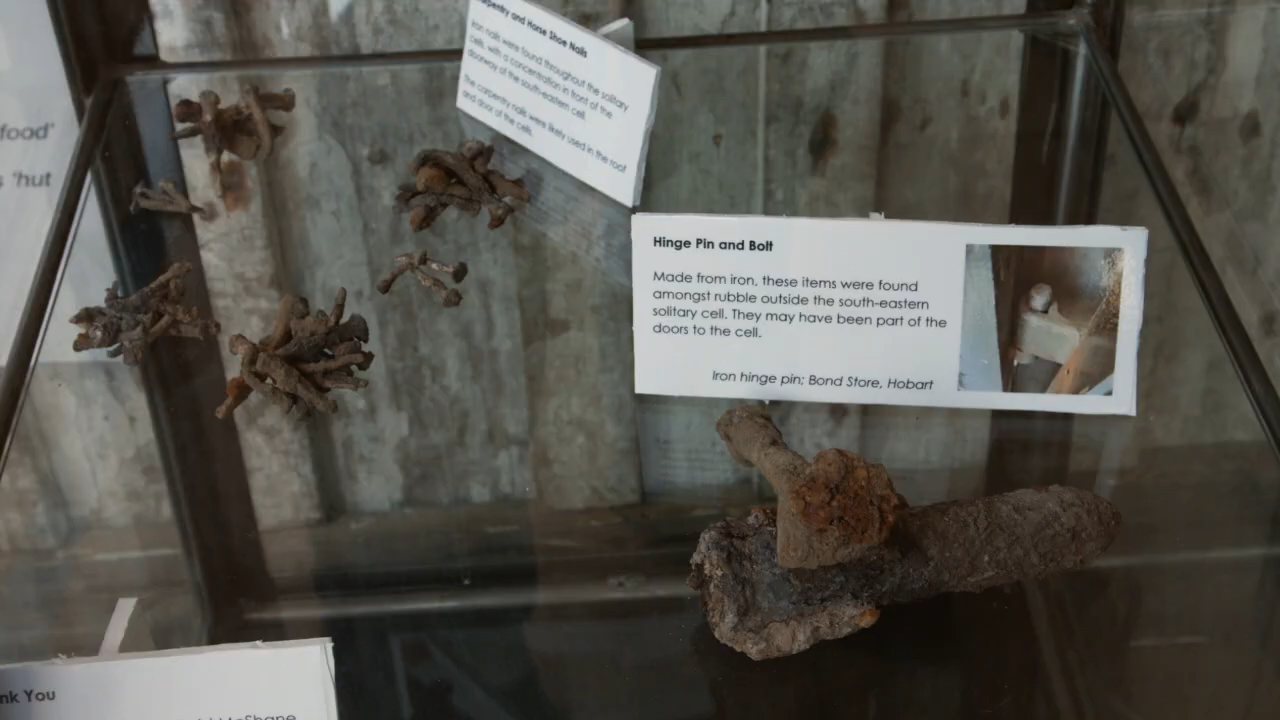 food'
'hut
Carpentry and Horse Shoe Nails
Iron nails were found throughout the solitary
cells, with a concentration in front of the
doorway of the south-eastern cell.
The carpentry nails were likely used in the roof
and door of the cells.
Hinge Pin and Bolt
Made from iron, these items were found
amongst rubble outside the south-eastern
solitary cell. They may have been part of the
doors to the cell.
Iron hinge pin; Bond Store, Hobart
nk You
McShane